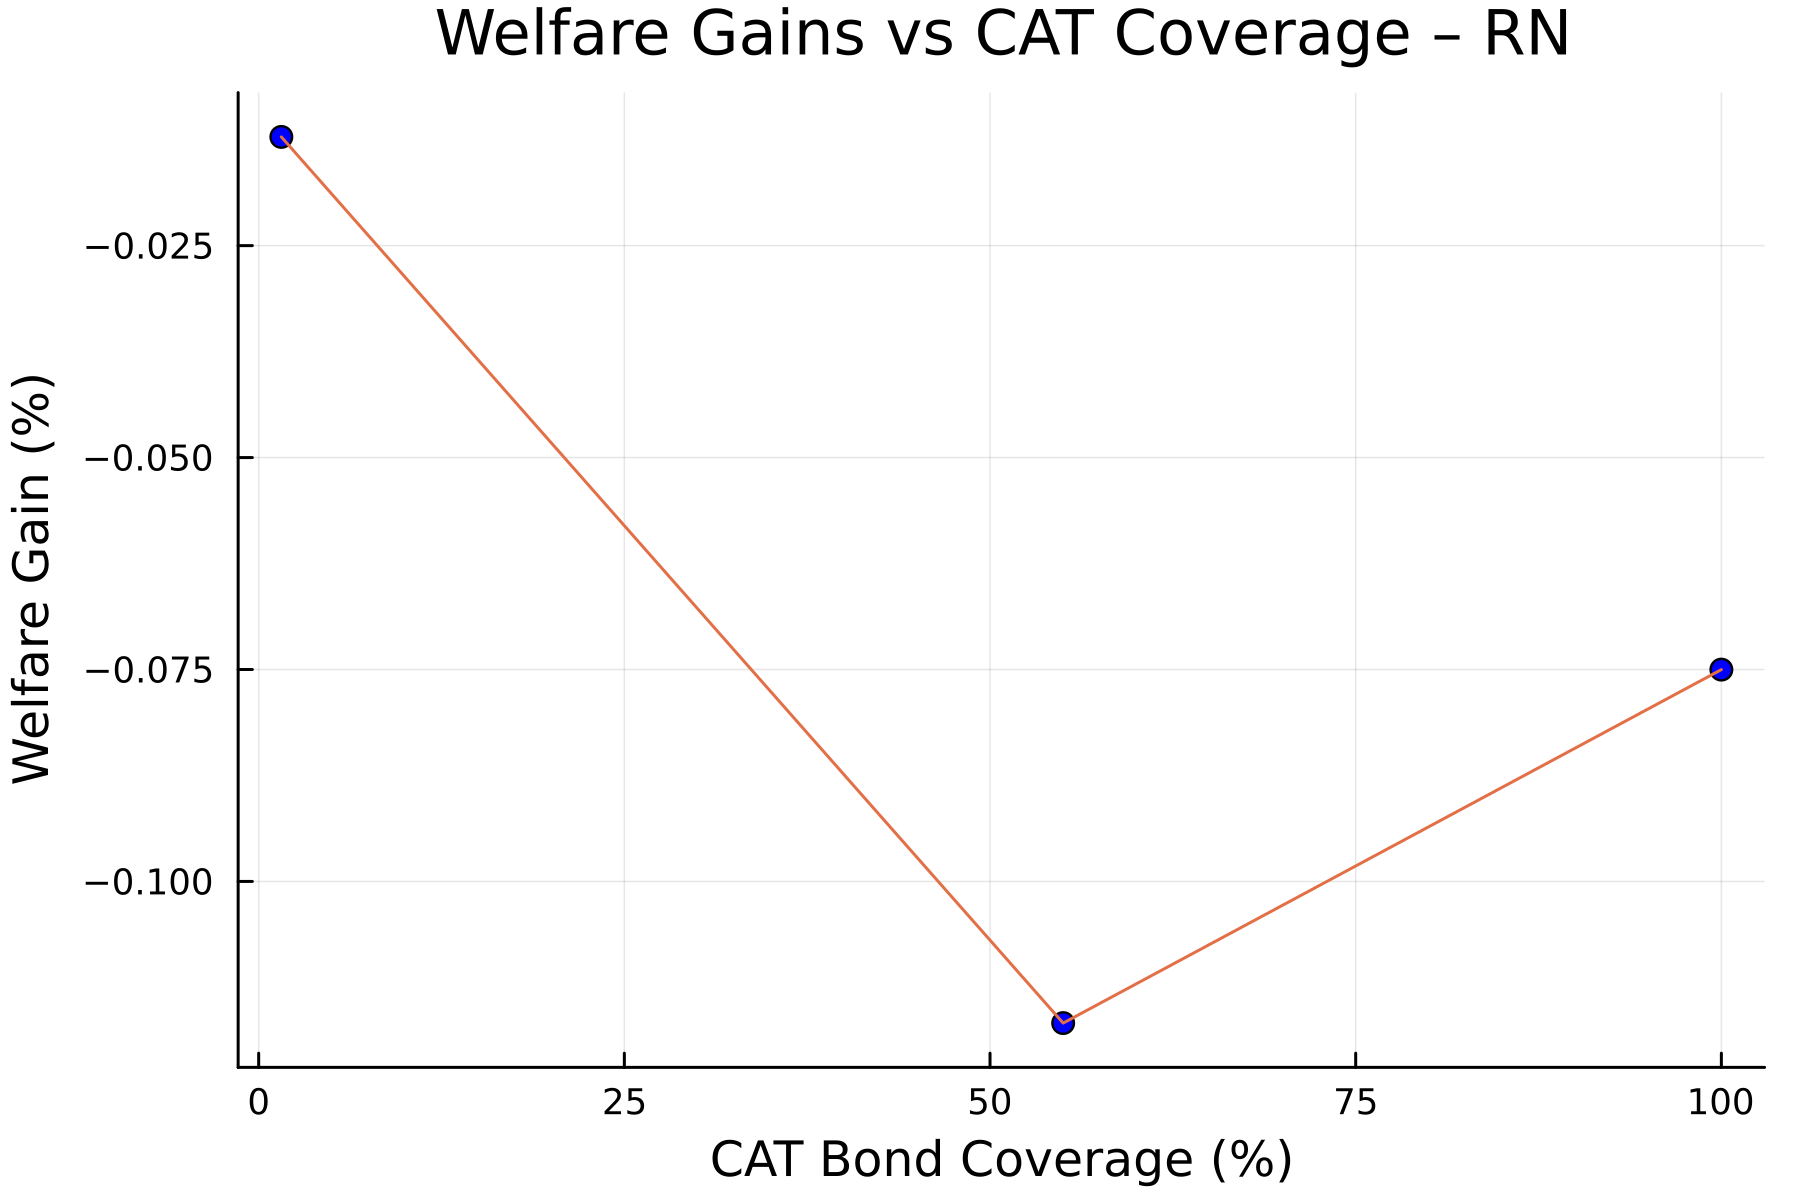 Welfare Gains vs CAT Coverage – RN
Welfare Gain (%)
−0.025
−0.050
−0.075
−0.100
0 25 50 75 100
CAT Bond Coverage (%)